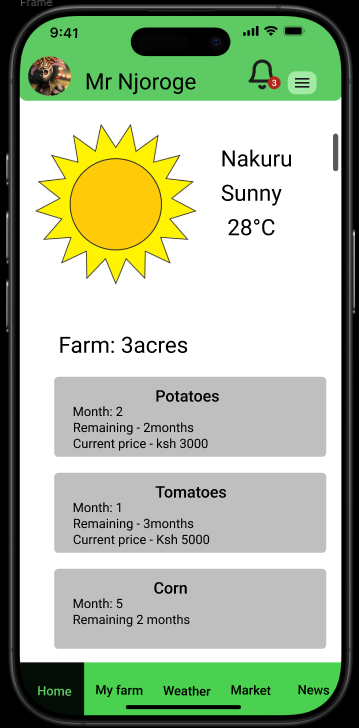 Frame
9:41
Mr Njoroge
3
Nakuru
Sunny
28°C
Farm: 3acres
Potatoes
Month: 2
Remaining - 2months
Current price - ksh 3000
Tomatoes
Month: 1
Remaining - 3months
Current price - Ksh 5000
Corn
Month: 5
Remaining 2 months
Home My farm Weather Market News